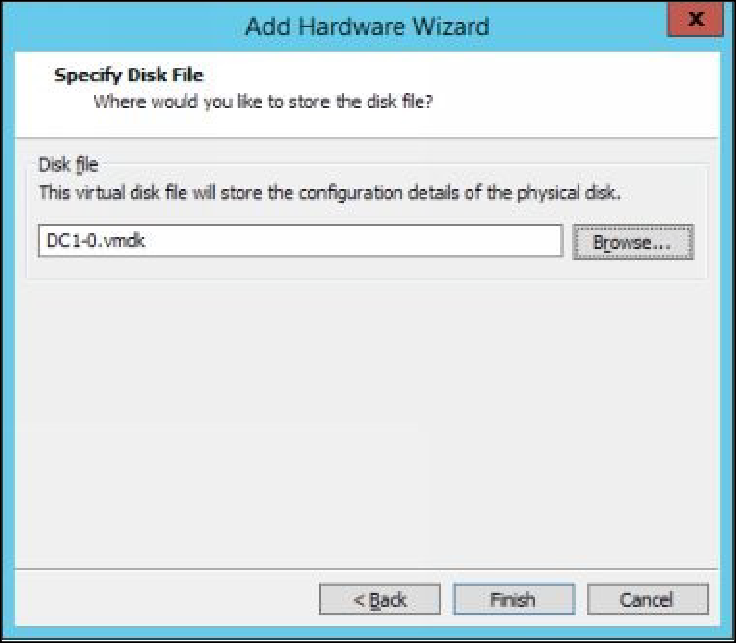 Add Hardware Wizard
x
Specify Disk File
Where would you like to store the disk file?
Disk file
This virtual disk file will store the configuration details of the physical disk.
DC1-0.vmdk
Browse...
< Back
Finish
Cancel